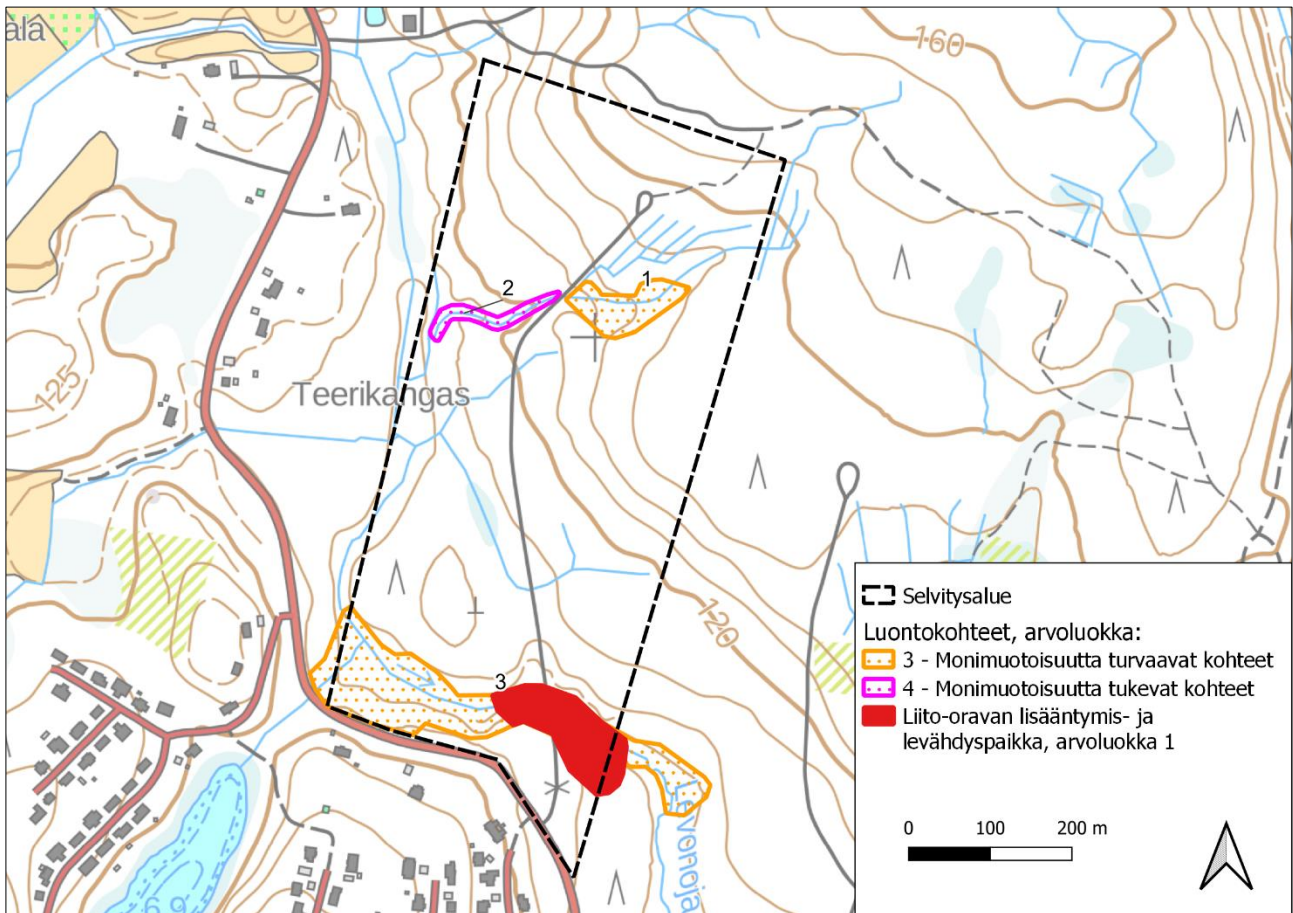 ala
160
1
2
125
Teerikangas
120
3
Levonoja
Selvitysalue
Luontokohteet, arvoluokka:
3 - Monimuotoisuutta turvaavat kohteet
4 - Monimuotoisuutta tukevat kohteet
Liito-oravan lisääntymis- ja
levähdyspaikka, arvoluokka 1
0 100 200 m